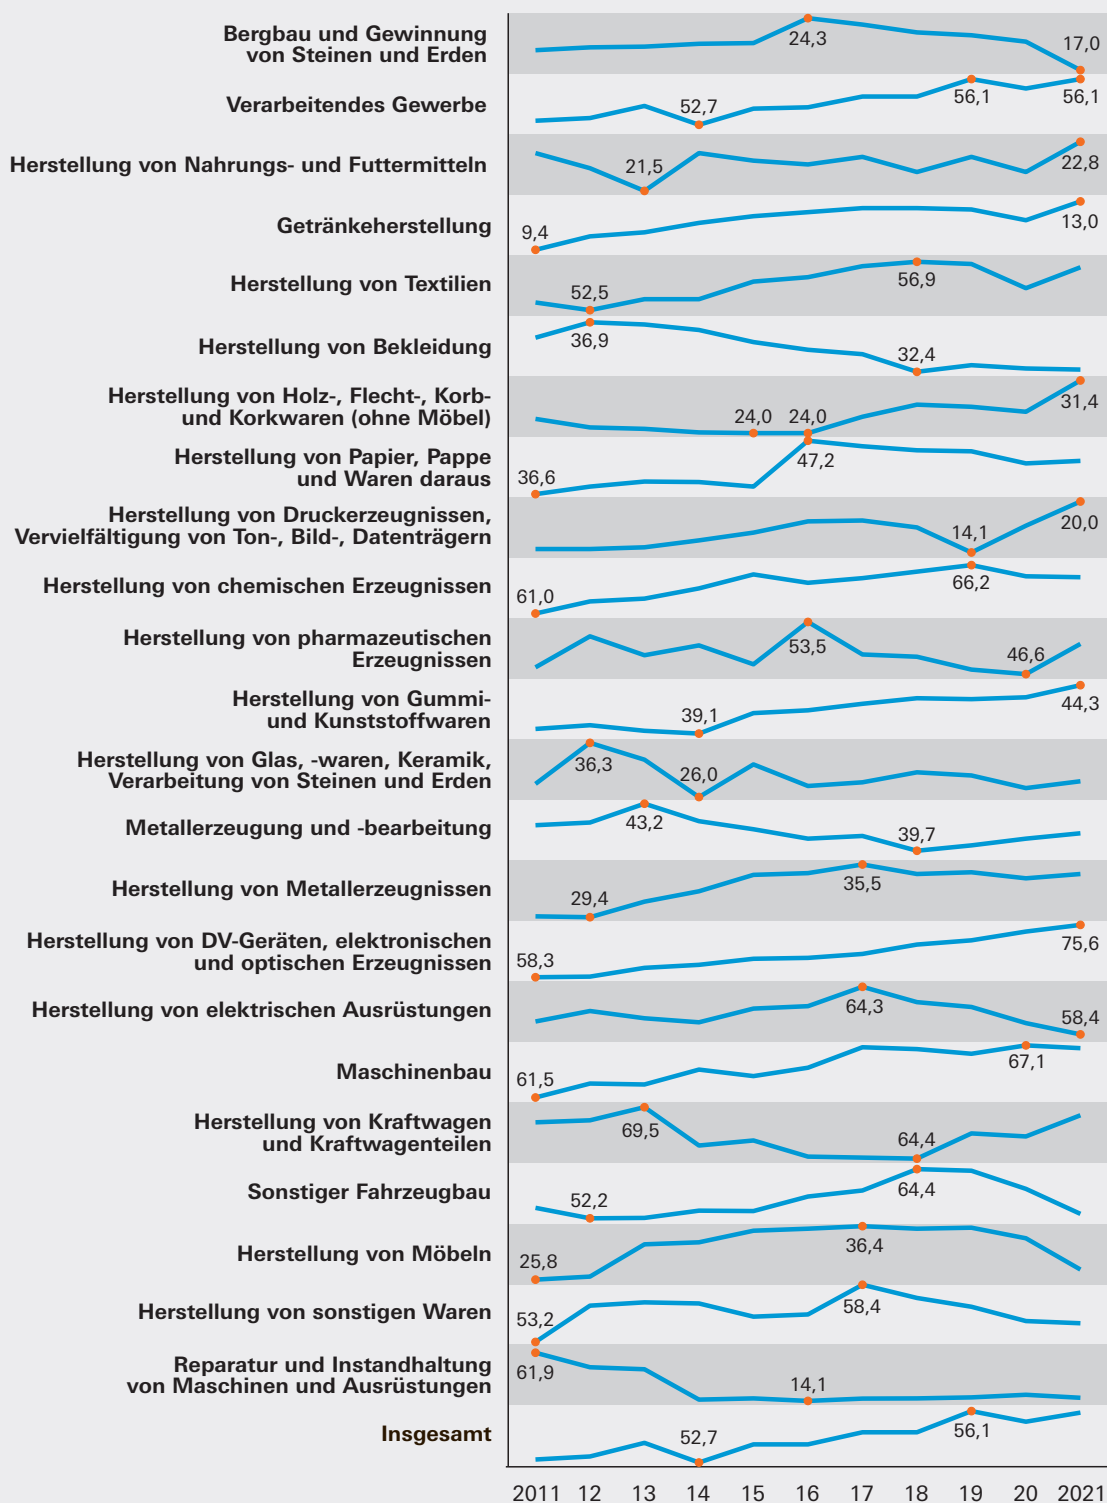 Bergbau und Gewinnung
von Steinen und Erden
24,3
17,0
Verarbeitendes Gewerbe
52,7
56,1
56,1
Herstellung von Nahrungs- und Futtermitteln
21,5
22,8
Getränkeherstellung
9,4
13,0
Herstellung von Textilien
52,5
56,9
Herstellung von Bekleidung
36,9
32,4
Herstellung von Holz-, Flecht-, Korb-
und Korkwaren (ohne Möbel)
24,0
24,0
31,4
Herstellung von Papier, Pappe
und Waren daraus
36,6
47,2
Herstellung von Druckerzeugnissen,
Vervielfältigung von Ton-, Bild-, Datenträgern
14,1
20,0
Herstellung von chemischen Erzeugnissen
61,0
66,2
Herstellung von pharmazeutischen
Erzeugnissen
53,5
46,6
Herstellung von Gummi-
und Kunststoffwaren
39,1
44,3
Herstellung von Glas, -waren, Keramik,
Verarbeitung von Steinen und Erden
36,3
26,0
Metallerzeugung und -bearbeitung
43,2
39,7
Herstellung von Metallerzeugnissen
29,4
35,5
Herstellung von DV-Geräten, elektronischen
und optischen Erzeugnissen
58,3
75,6
Herstellung von elektrischen Ausrüstungen
64,3
58,4
Maschinenbau
61,5
67,1
Herstellung von Kraftwagen
und Kraftwagenteilen
69,5
64,4
Sonstiger Fahrzeugbau
52,2
64,4
Herstellung von Möbeln
25,8
36,4
Herstellung von sonstigen Waren
53,2
58,4
Reparatur und Instandhaltung
von Maschinen und Ausrüstungen
61,9
14,1
Insgesamt
52,7
56,1
2011 12 13 14 15 16 17 18 19 20 2021